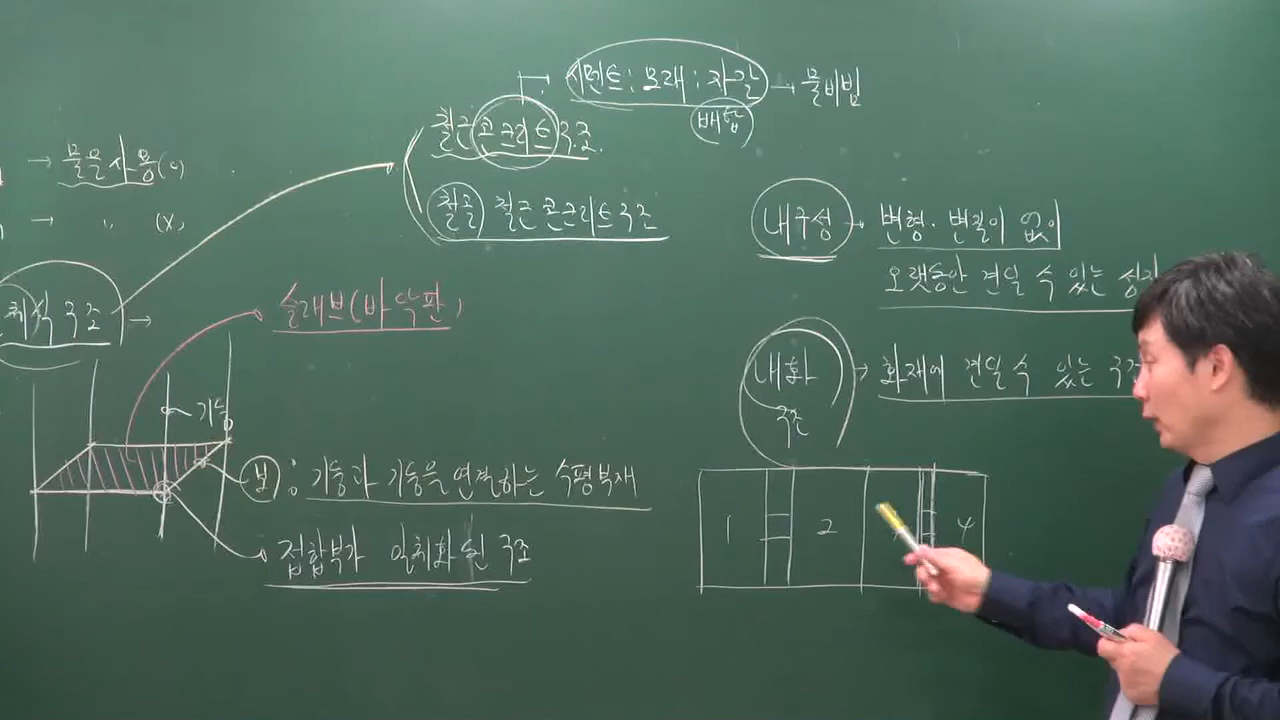 시멘트 : 모래 : 자갈 → 물비빔
배합
철근 콘크리트 구조.
→ 물을 사용(○)
철골 철근 콘크리트 구조
→ 〃 (X)
내구성 → 변형·변질이 없이
오랫동안 견딜 수 있는 성
체식 구조 →
슬래브(바닥판)
내화 구조 → 화재에 견딜 수 있는 구조
기둥
보 : 기둥과 기둥을 연결하는 수평부재
접합부가 일체화 된 구조
1 2 4